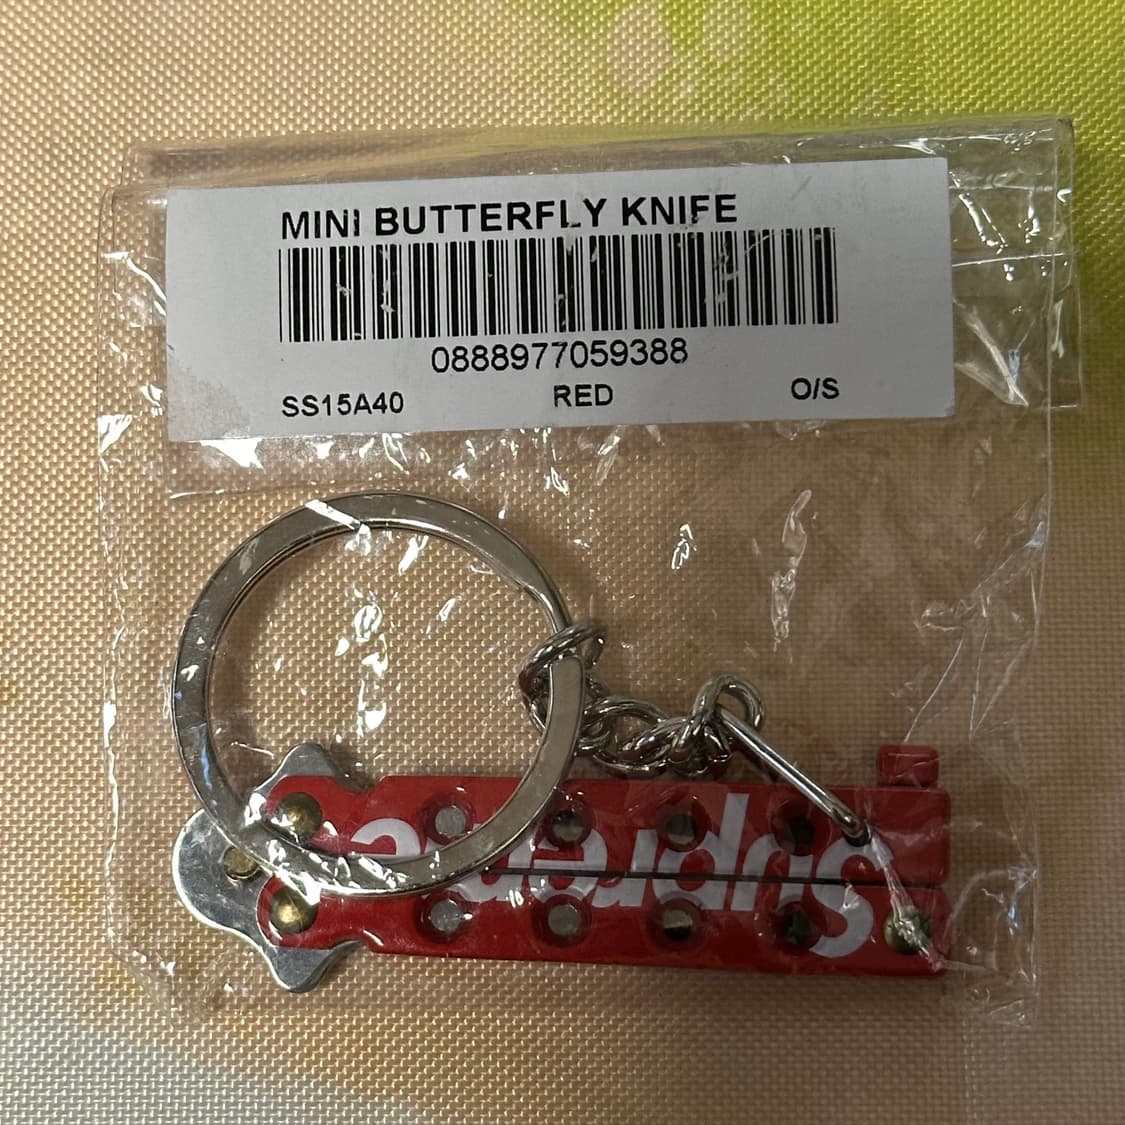 MINI BUTTERFLY KNIFE
0888977059388
SS15A40 RED O/S
Supreme